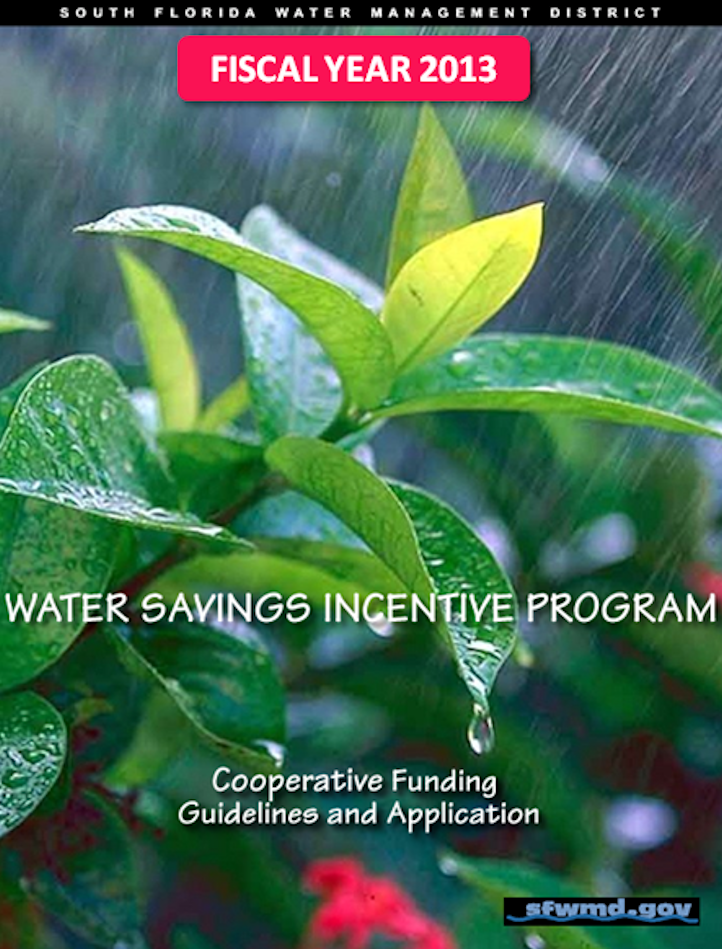 SOUTH FLORIDA WATER MANAGEMENT DISTRICT
FISCAL YEAR 2013
WATER SAVINGS INCENTIVE PROGRAM
Cooperative Funding
Guidelines and Application
sfwmd.gov